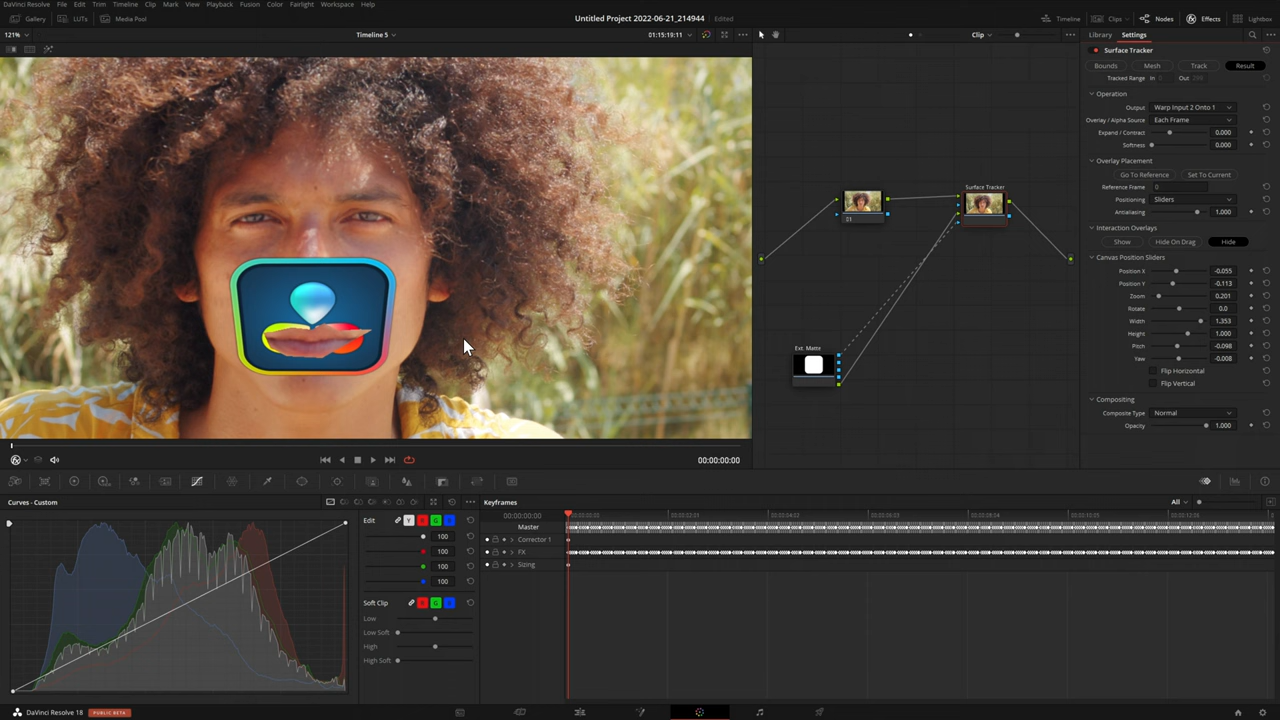 DaVinci Resolve File Edit Trim Timeline Clip Mark View Playback Fusion Color Fairlight Workspace Help
Gallery LUTs Media Pool Untitled Project 2022-06-21_214944 Edited Timeline Clips Nodes Effects Lightbox
121% Timeline 5 01:15:19:11 Clip Library Settings
Surface Tracker
Bounds Mesh Track Result
Tracked Range In Out
Operation
Output Warp Input 2 Onto 1
Overlay / Alpha Source Each Frame
Expand / Contract 0.000
Softness 0.000
Overlay Placement
Go To Reference Set To Current
Reference Frame 0
Positioning Sliders
Antialiasing 1.000
Interaction Overlays
Show Hide On Drag Hide
Canvas Position Sliders
Position X -0.055
Position Y -0.113
Zoom 0.201
Rotate 0.0
Width 1.353
Height 1.000
Pitch -0.098
Yaw -0.008
Flip Horizontal
Flip Vertical
Compositing
Composite Type Normal
Opacity 1.000
Surface Tracker
Ext. Matte
00:00:00:00
Curves - Custom
Edit Y R G B
100
100
100
100
Soft Clip R G B
Low
Low Soft
High
High Soft
Keyframes All
00:00:00:00
Master
Corrector 1
FX
Sizing
DaVinci Resolve 18 PUBLIC BETA